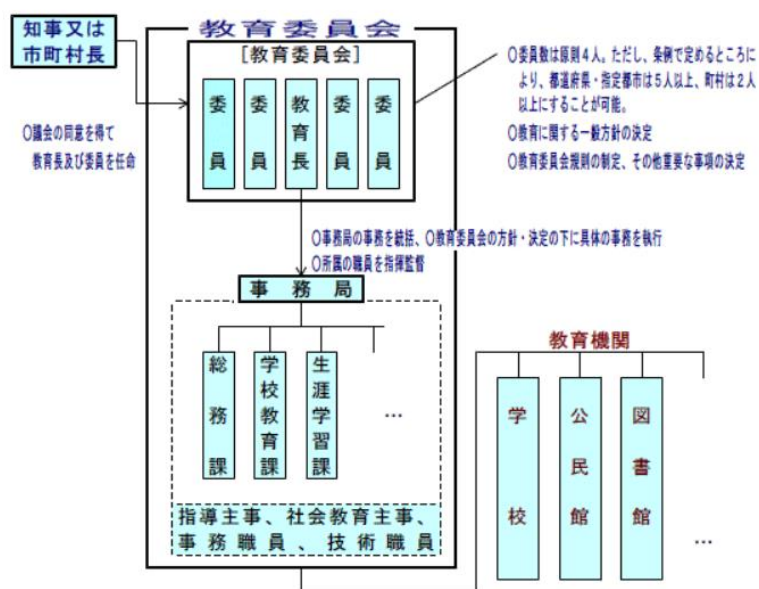 知事又は
市町村長
教育委員会
[教育委員会]
委員
委員
教育長
委員
委員
○議会の同意を得て
教育長及び委員を任命
○委員数は原則４人。ただし、条例で定めるところに
より、都道府県・指定都市は５人以上、町村は２人
以上にすることが可能。
○教育に関する一般方針の決定
○教育委員会規則の制定、その他重要な事項の決定
○事務局の事務を統括、○教育委員会の方針・決定の下に具体の事務を執行
○所属の職員を指揮監督
事務局
総務課
学校教育課
生涯学習課
…
指導主事、社会教育主事、
事務職員、技術職員
教育機関
学校
公民館
図書館
…